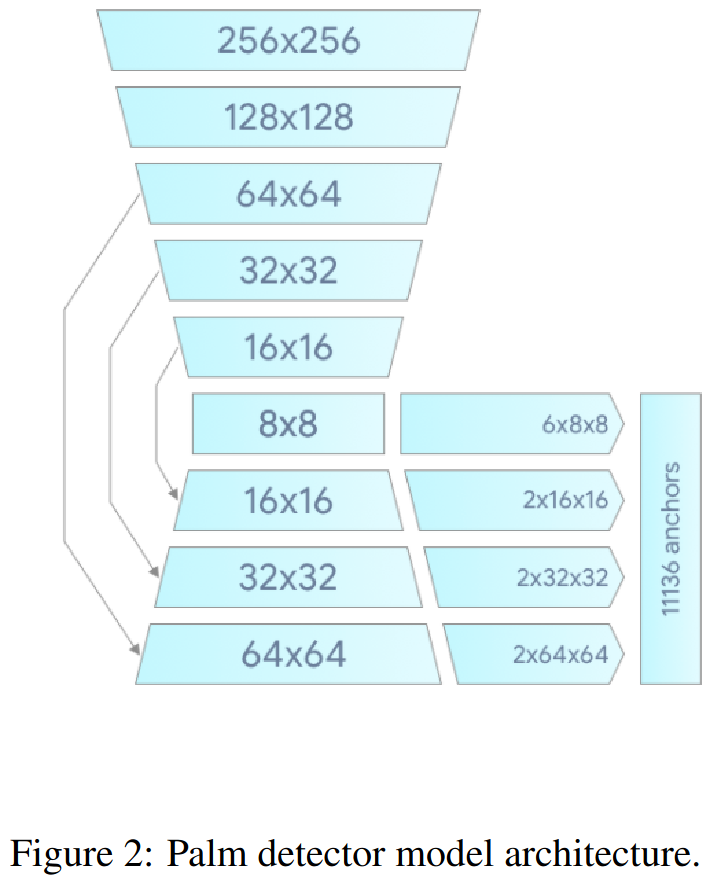 256x256
128x128
64x64
32x32
16x16
8x8
6x8x8
16x16
2x16x16
32x32
2x32x32
64x64
2x64x64
11136 anchors
Figure 2: Palm detector model architecture.